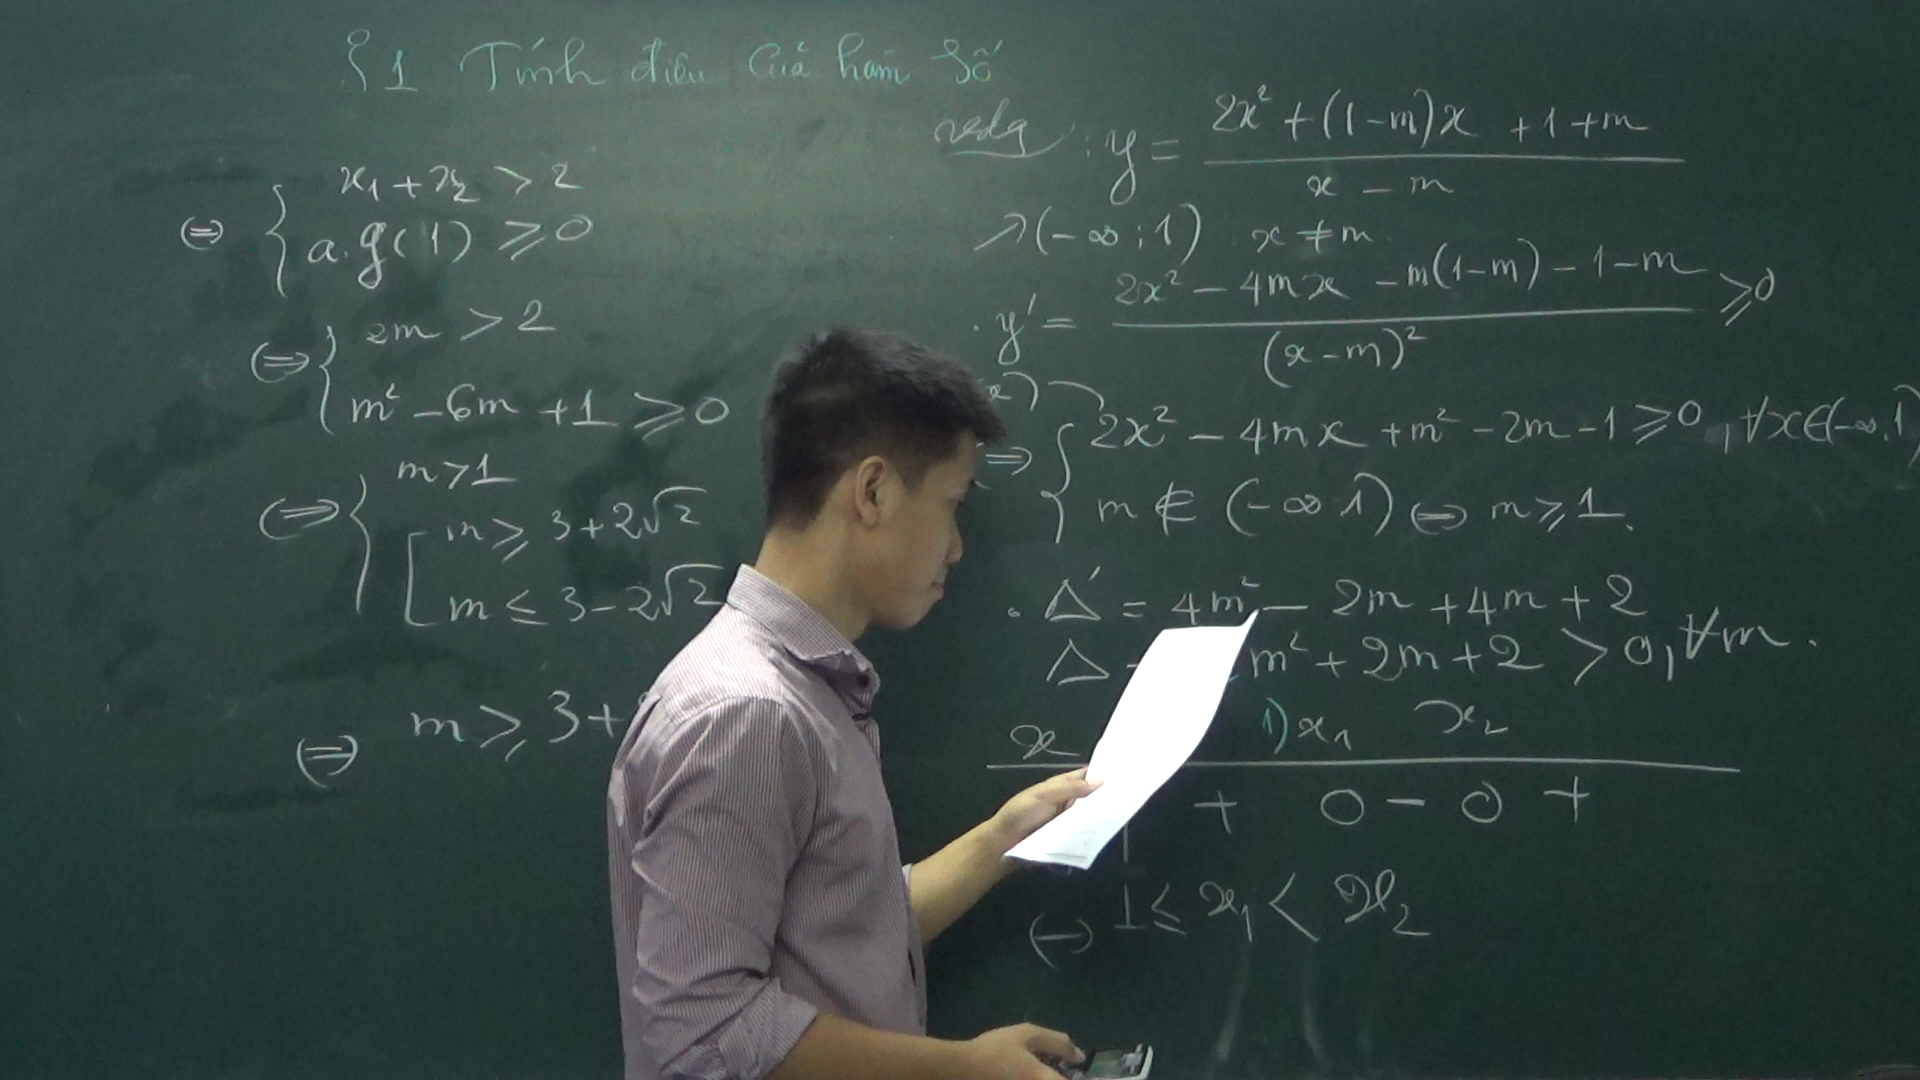 §1 Tính điệu của hàm số
x₁ + x₂ > 2
⇔ { a.g(1) ≥ 0
2m > 2
⇔ { m² - 6m + 1 ≥ 0
m > 1
⇔ { [ m ≥ 3 + 2√2
m ≤ 3 - 2√2
⇔ m ≥ 3 +
: y = (2x² + (1-m)x + 1 + m) / (x - m)
↗ (-∞; 1) x ≠ m
. y' = (2x² - 4mx - m(1-m) - 1 - m) / (x-m)² ≥ 0
x)
⇒ { 2x² - 4mx + m² - 2m - 1 ≥ 0, ∀x∈(-∞,1)
m ∉ (-∞ 1) ⇔ m ≥ 1.
. Δ' = 4m² - 2m + 4m + 2
Δ m² + 2m + 2 > 0, ∀m.
x 1) x₁ x₂
+ 0 - 0 +
⇔ 1 ≤ x₁ < x₂